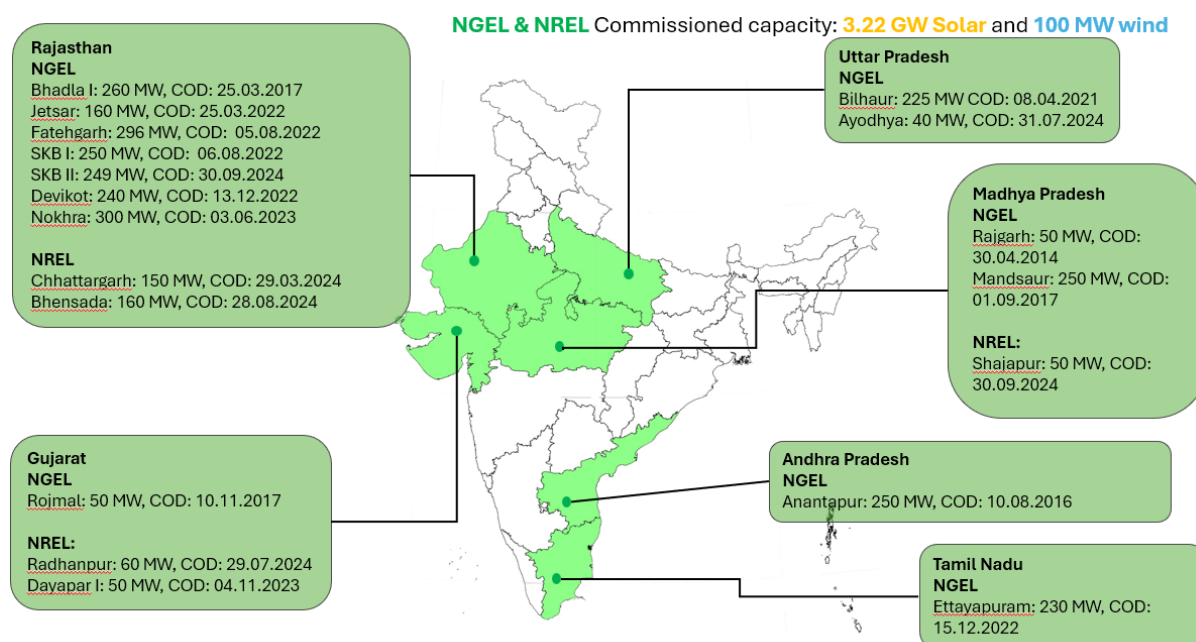 NGEL & NREL Commissioned capacity: 3.22 GW Solar and 100 MW wind
Rajasthan
NGEL
Bhadla I: 260 MW, COD: 25.03.2017
Jetsar: 160 MW, COD: 25.03.2022
Fatehgarh: 296 MW, COD: 05.08.2022
SKB I: 250 MW, COD: 06.08.2022
SKB II: 249 MW, COD: 30.09.2024
Devikot: 240 MW, COD: 13.12.2022
Nokhra: 300 MW, COD: 03.06.2023
NREL
Chhattargarh: 150 MW, COD: 29.03.2024
Bhensada: 160 MW, COD: 28.08.2024
Uttar Pradesh
NGEL
Bilhaur: 225 MW COD: 08.04.2021
Ayodhya: 40 MW, COD: 31.07.2024
Madhya Pradesh
NGEL
Rajgarh: 50 MW, COD:
30.04.2014
Mandsaur: 250 MW, COD:
01.09.2017
NREL:
Shajapur: 50 MW, COD:
30.09.2024
Gujarat
NGEL
Rojmal: 50 MW, COD: 10.11.2017
NREL:
Radhanpur: 60 MW, COD: 29.07.2024
Dayapar I: 50 MW, COD: 04.11.2023
Andhra Pradesh
NGEL
Anantapur: 250 MW, COD: 10.08.2016
Tamil Nadu
NGEL
Ettayapuram: 230 MW, COD:
15.12.2022